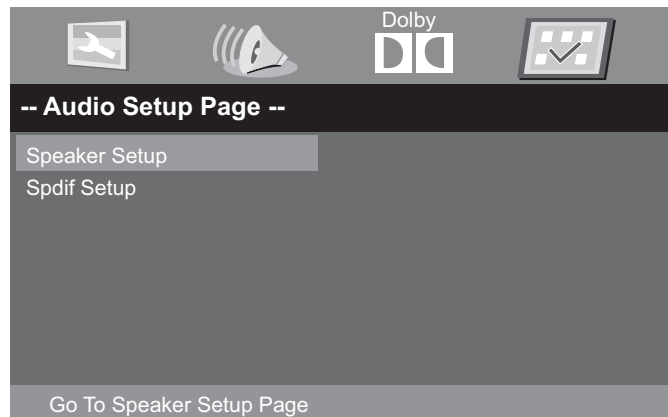 Dolby
-- Audio Setup Page --
Speaker Setup
Spdif Setup
Go To Speaker Setup Page